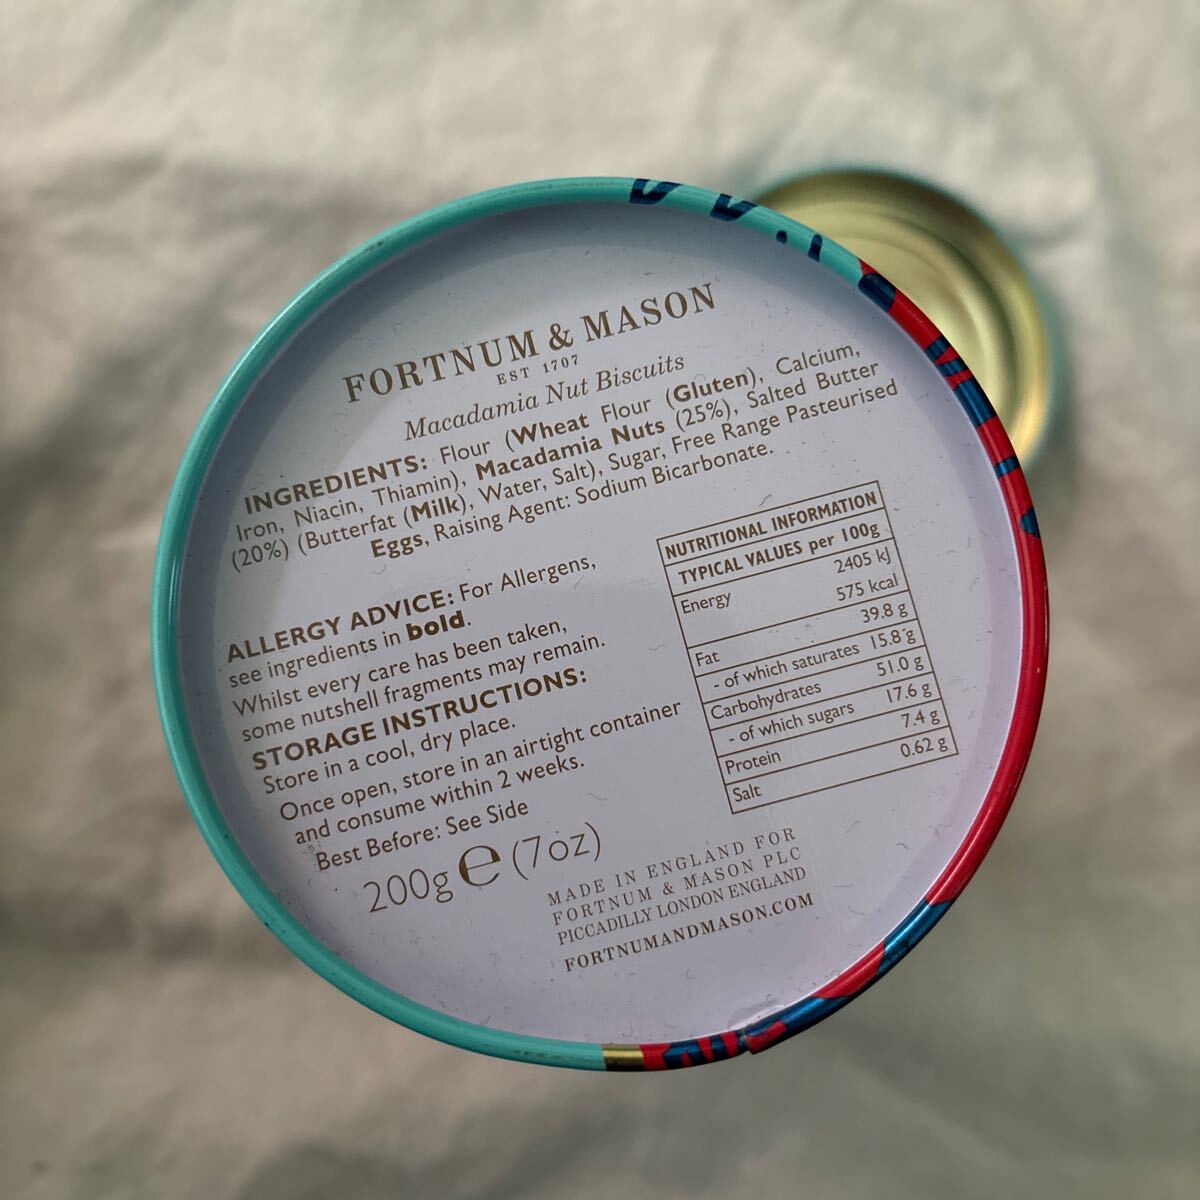 FORTNUM & MASON
EST 1707
Macadamia Nut Biscuits
INGREDIENTS: Flour (Wheat Flour (Gluten), Calcium,
Iron, Niacin, Thiamin), Macadamia Nuts (25%), Salted Butter
(20%) (Butterfat (Milk), Water, Salt), Sugar, Free Range Pasteurised
Eggs, Raising Agent: Sodium Bicarbonate.
ALLERGY ADVICE: For Allergens,
see ingredients in bold.
Whilst every care has been taken,
some nutshell fragments may remain.
STORAGE INSTRUCTIONS:
Store in a cool, dry place.
Once open, store in an airtight container
and consume within 2 weeks.
Best Before: See Side
200g ℮ (7oz)
NUTRITIONAL INFORMATION
TYPICAL VALUES per 100g
Energy 2405 kJ
575 kcal
Fat 39.8 g
- of which saturates 15.8 g
Carbohydrates 51.0 g
- of which sugars 17.6 g
Protein 7.4 g
Salt 0.62 g
MADE IN ENGLAND FOR
FORTNUM & MASON PLC
PICCADILLY LONDON ENGLAND
FORTNUMANDMASON.COM